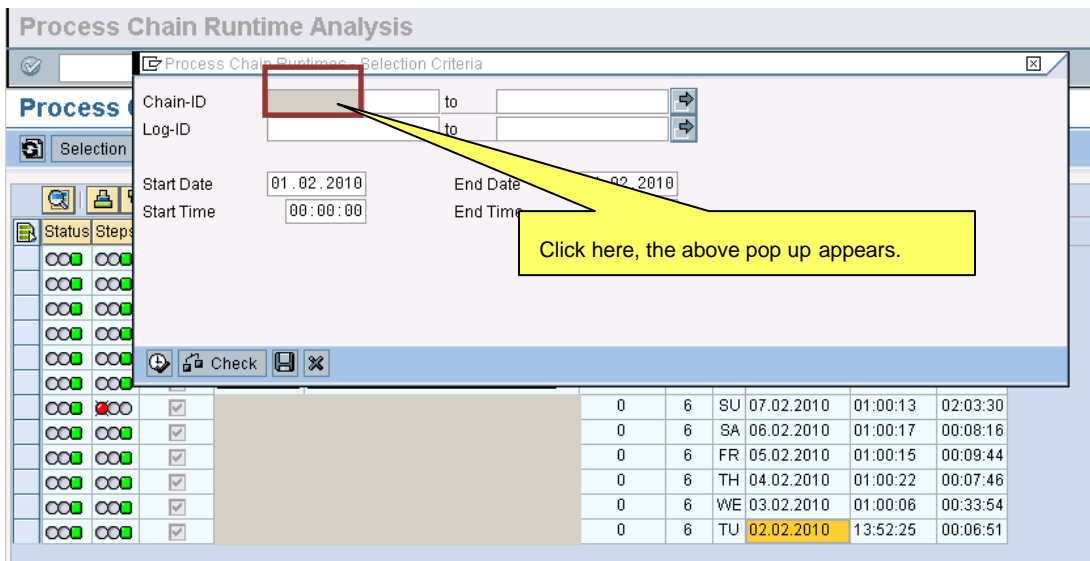 Process Chain Runtime Analysis
Process Chain Runtimes - Selection Criteria
Process
Chain-ID to
Log-ID to
Selection
Start Date 01.02.2010 End Date .02.2010
Start Time 00:00:00 End Time
Click here, the above pop up appears.
Status Steps
Check
0 6 SU 07.02.2010 01:00:13 02:03:30
0 6 SA 06.02.2010 01:00:17 00:08:16
0 6 FR 05.02.2010 01:00:15 00:09:44
0 6 TH 04.02.2010 01:00:22 00:07:46
0 6 WE 03.02.2010 01:00:06 00:33:54
0 6 TU 02.02.2010 13:52:25 00:06:51